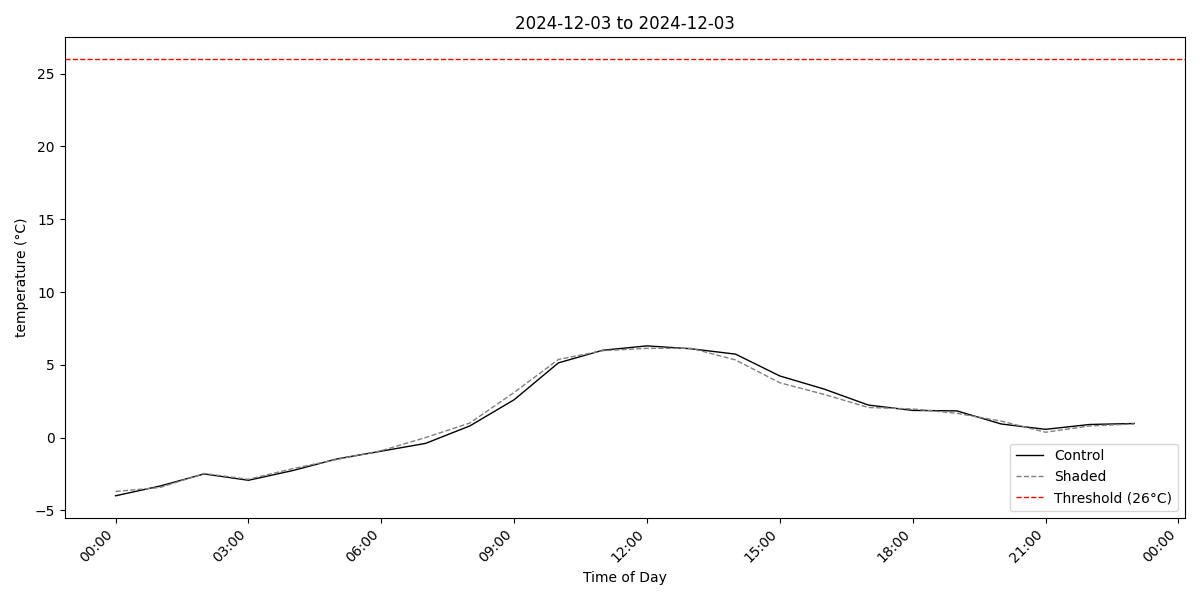 2024-12-03 to 2024-12-03
temperature (°C)
25
20
15
10
5
0
−5
Control
Shaded
Threshold (26°C)
00:00
03:00
06:00
09:00
12:00
15:00
18:00
21:00
00:00
Time of Day